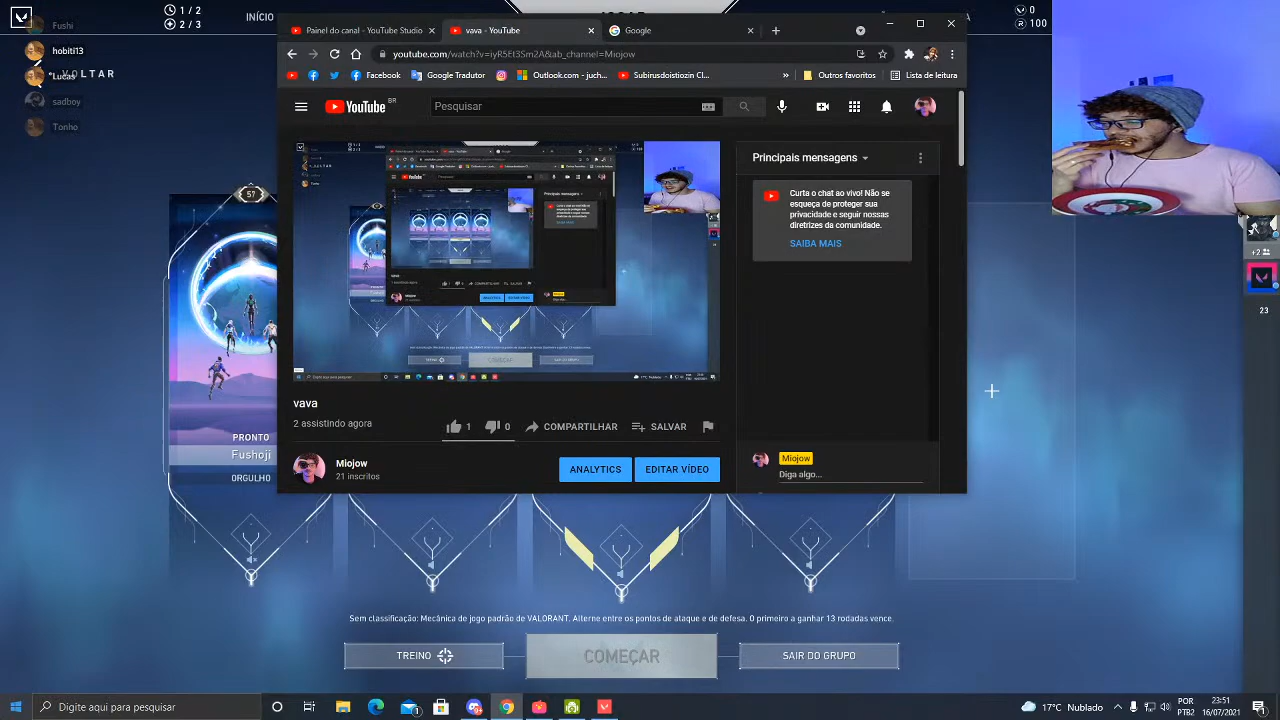 1 / 2
2 / 3
INÍCIO
0
R 100
Fushi
hobiti13
Lucas
OLTAR
sadboy
Tonho
Painel do canal - YouTube Studio
vava - YouTube
Google
youtube.com/watch?v=iyR5Et3Sm2A&ab_channel=Miojow
Facebook
Google Tradutor
Outlook.com - juch...
Subirusdoistiozin Cl...
»
Outros favoritos
Lista de leitura
YouTube BR
Pesquisar
Principais mensagens
Curta o chat ao vivo! Não se
esqueça de proteger sua
privacidade e seguir nossas
diretrizes da comunidade.
SAIBA MAIS
57
+2
23
vava
2 assistindo agora
1
0
COMPARTILHAR
SALVAR
Miojow
21 inscritos
ANALYTICS
EDITAR VÍDEO
Miojow
Diga algo...
PRONTO
Fushoji
ORGULHO
Sem classificação: Mecânica de jogo padrão de VALORANT. Alterne entre os pontos de ataque e de defesa. O primeiro a ganhar 13 rodadas vence.
TREINO
COMEÇAR
SAIR DO GRUPO
Digite aqui para pesquisar
17°C Nublado
POR
PTB2
23:51
16/07/2021